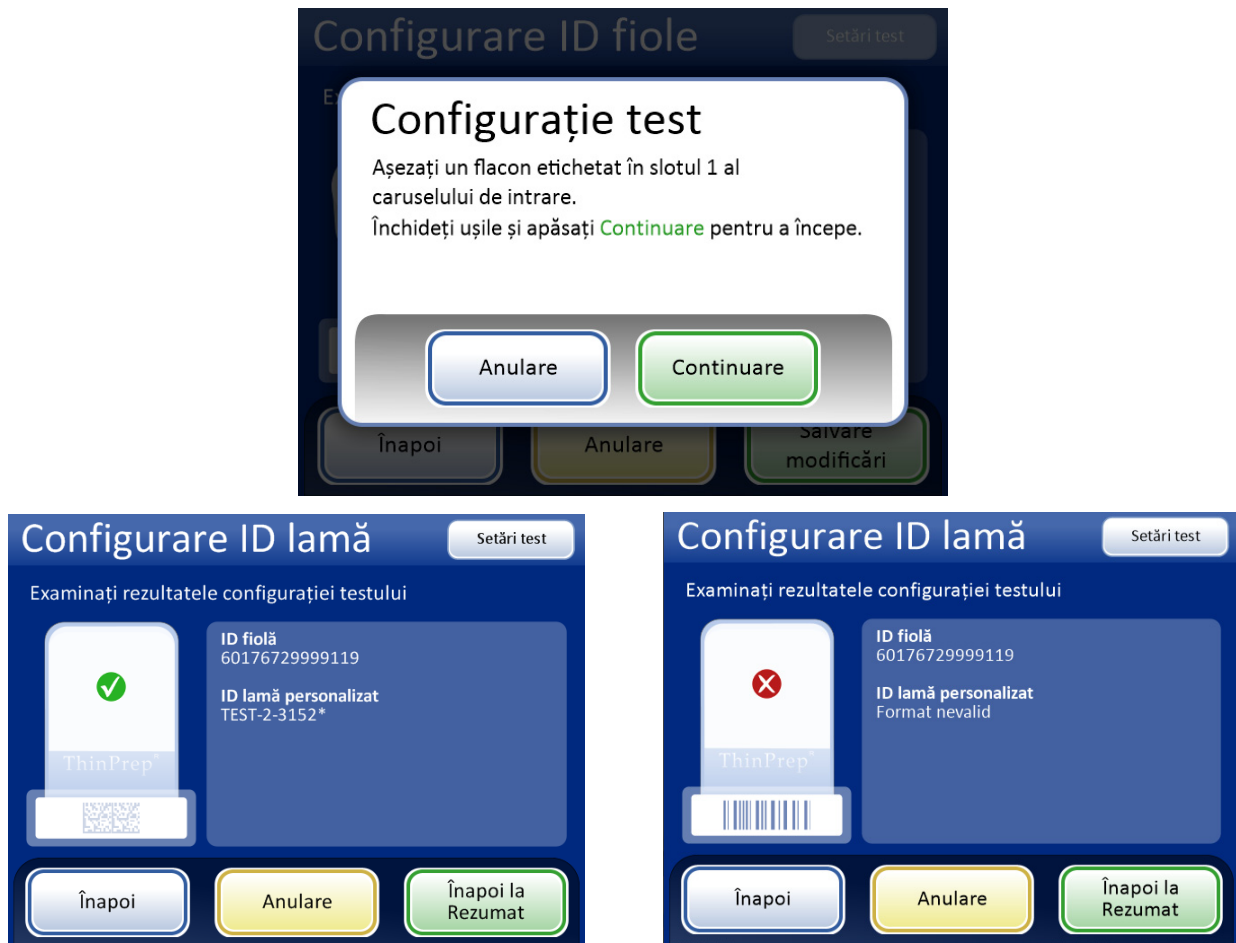 Configurare ID fiole
Setări test
Configurație test
Așezați un flacon etichetat în slotul 1 al
caruselului de intrare.
Închideți ușile și apăsați Continuare pentru a începe.
Anulare
Continuare
Înapoi
Anulare
Salvare
modificări
Configurare ID lamă
Setări test
Examinați rezultatele configurației testului
ID fiolă
60176729999119
ID lamă personalizat
TEST-2-3152*
ThinPrep®
Înapoi
Anulare
Înapoi la
Rezumat
Configurare ID lamă
Setări test
Examinați rezultatele configurației testului
ID fiolă
60176729999119
ID lamă personalizat
Format nevalid
ThinPrep®
Înapoi
Anulare
Înapoi la
Rezumat